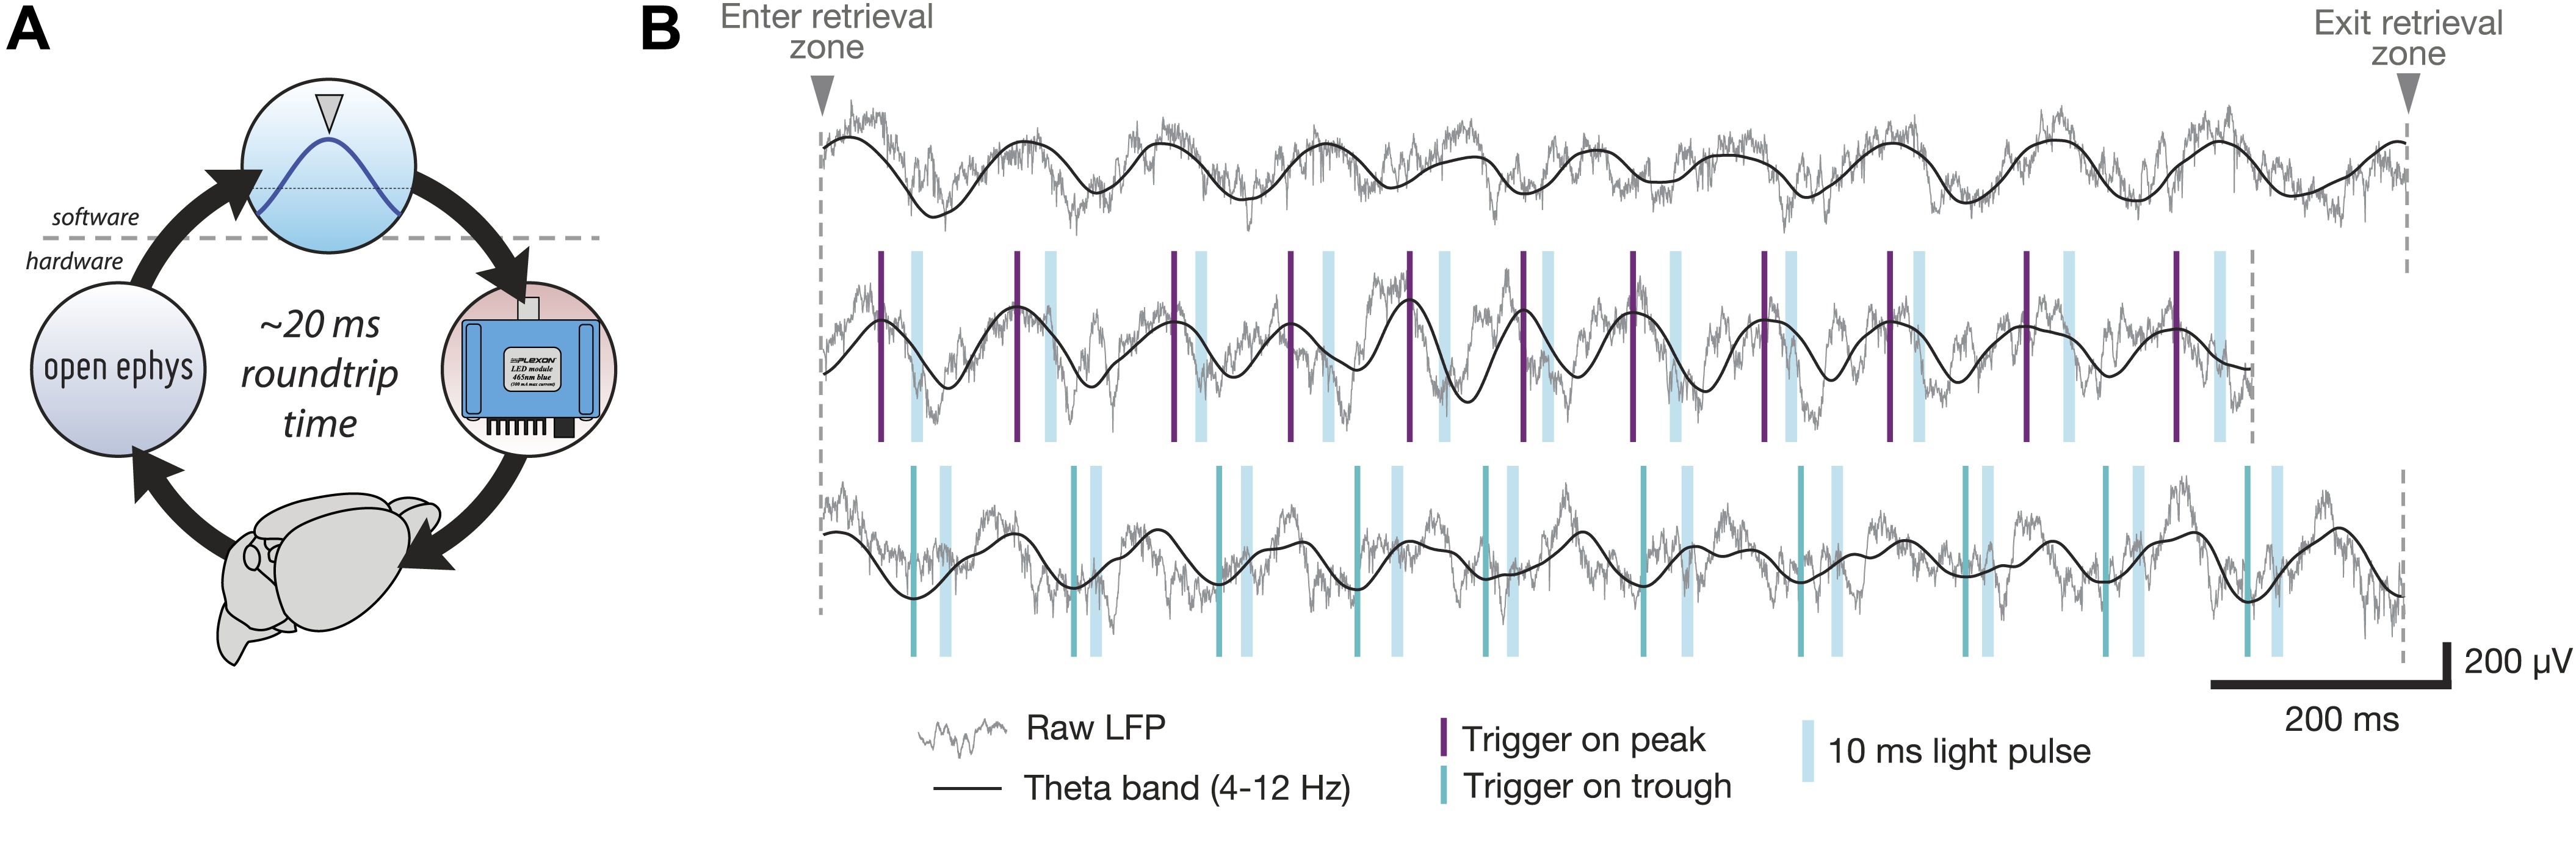 A
software
hardware
open ephys
~20 ms
roundtrip
time
PLEXON
LED module
465nm blue
(300 mA max current)
B
Enter retrieval
zone
Exit retrieval
zone
200 µV
200 ms
Raw LFP
Theta band (4-12 Hz)
Trigger on peak
Trigger on trough
10 ms light pulse